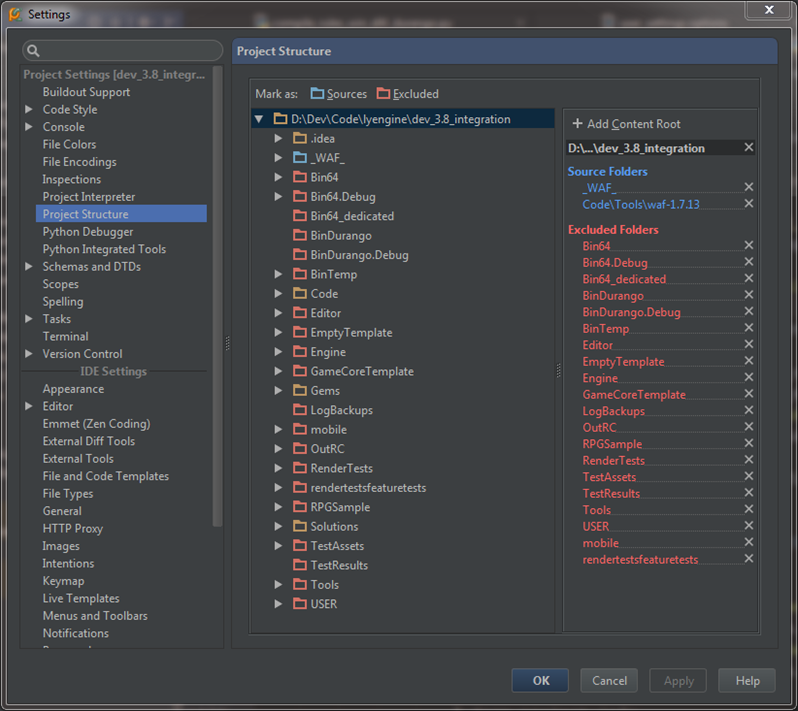 Settings
Project Settings [dev_3.8_integr...
Buildout Support
Code Style
Console
File Colors
File Encodings
Inspections
Project Interpreter
Project Structure
Python Debugger
Python Integrated Tools
Schemas and DTDs
Scopes
Spelling
Tasks
Terminal
Version Control
IDE Settings
Appearance
Editor
Emmet (Zen Coding)
External Diff Tools
External Tools
File and Code Templates
File Types
General
HTTP Proxy
Images
Intentions
Keymap
Live Templates
Menus and Toolbars
Notifications
Project Structure
Mark as: Sources Excluded
D:\Dev\Code\lyengine\dev_3.8_integration
.idea
_WAF_
Bin64
Bin64.Debug
Bin64_dedicated
BinDurango
BinDurango.Debug
BinTemp
Code
Editor
EmptyTemplate
Engine
GameCoreTemplate
Gems
LogBackups
mobile
OutRC
RenderTests
rendertestsfeaturetests
RPGSample
Solutions
TestAssets
TestResults
Tools
USER
+ Add Content Root
D:\...\dev_3.8_integration
Source Folders
_WAF_
Code\Tools\waf-1.7.13
Excluded Folders
Bin64
Bin64.Debug
Bin64_dedicated
BinDurango
BinDurango.Debug
BinTemp
Editor
EmptyTemplate
Engine
GameCoreTemplate
LogBackups
OutRC
RPGSample
RenderTests
TestAssets
TestResults
Tools
USER
mobile
rendertestsfeaturetests
OK Cancel Apply Help